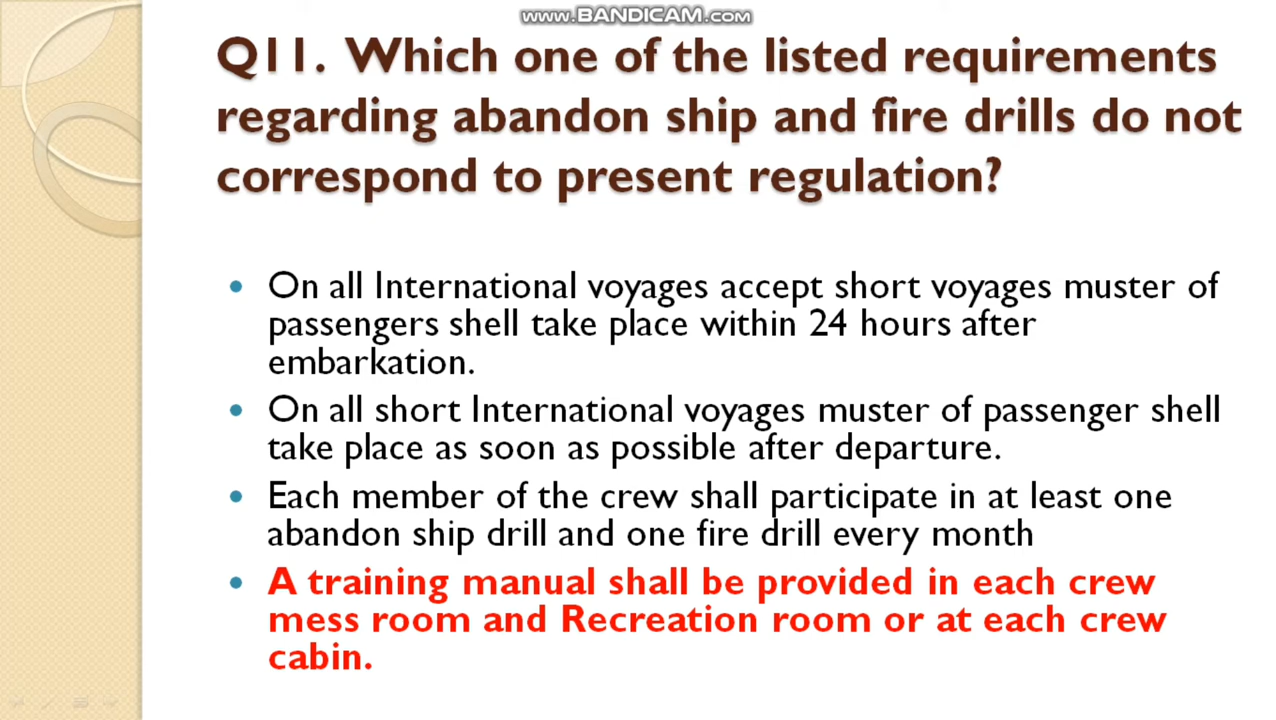 www.BANDICAM.com
Q11. Which one of the listed requirements
regarding abandon ship and fire drills do not
correspond to present regulation?
• On all International voyages accept short voyages muster of
passengers shell take place within 24 hours after
embarkation.
• On all short International voyages muster of passenger shell
take place as soon as possible after departure.
• Each member of the crew shall participate in at least one
abandon ship drill and one fire drill every month
• A training manual shall be provided in each crew
mess room and Recreation room or at each crew
cabin.